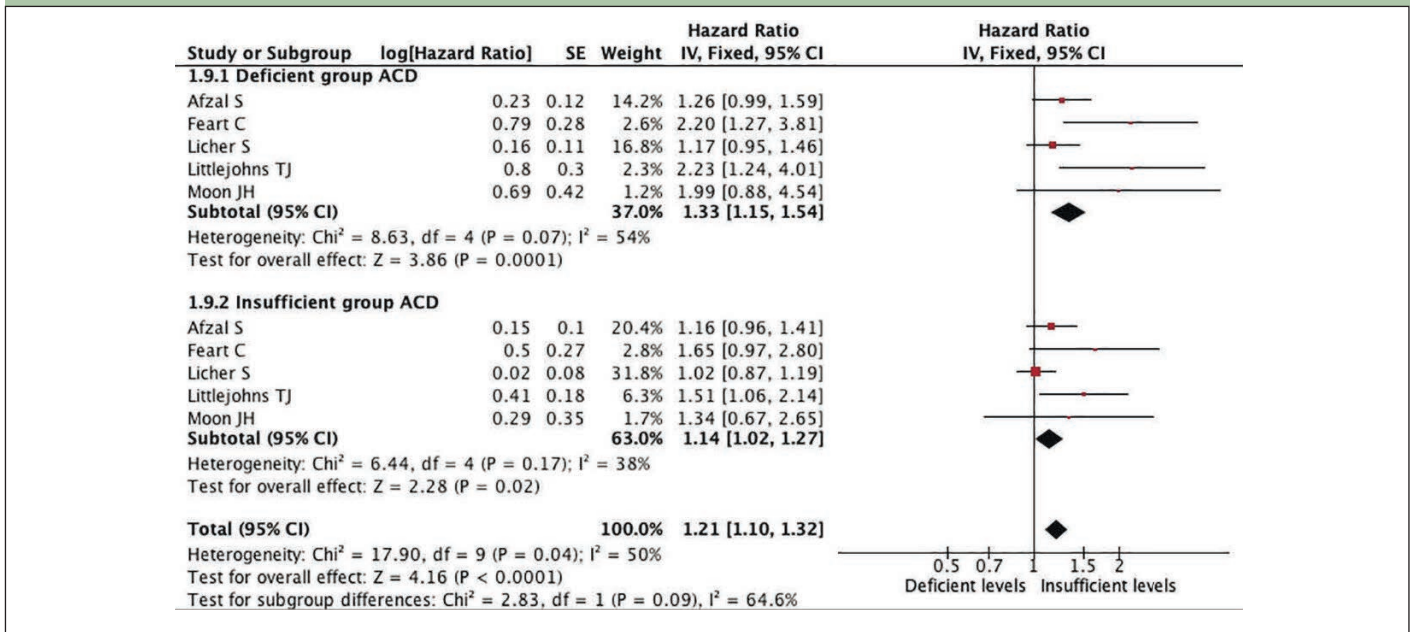 Hazard Ratio Hazard Ratio
Study or Subgroup log[Hazard Ratio] SE Weight IV, Fixed, 95% CI IV, Fixed, 95% CI
1.9.1 Deficient group ACD
Afzal S 0.23 0.12 14.2% 1.26 [0.99, 1.59]
Feart C 0.79 0.28 2.6% 2.20 [1.27, 3.81]
Licher S 0.16 0.11 16.8% 1.17 [0.95, 1.46]
Littlejohns TJ 0.8 0.3 2.3% 2.23 [1.24, 4.01]
Moon JH 0.69 0.42 1.2% 1.99 [0.88, 4.54]
Subtotal (95% CI) 37.0% 1.33 [1.15, 1.54]
Heterogeneity: Chi² = 8.63, df = 4 (P = 0.07); I² = 54%
Test for overall effect: Z = 3.86 (P = 0.0001)
1.9.2 Insufficient group ACD
Afzal S 0.15 0.1 20.4% 1.16 [0.96, 1.41]
Feart C 0.5 0.27 2.8% 1.65 [0.97, 2.80]
Licher S 0.02 0.08 31.8% 1.02 [0.87, 1.19]
Littlejohns TJ 0.41 0.18 6.3% 1.51 [1.06, 2.14]
Moon JH 0.29 0.35 1.7% 1.34 [0.67, 2.65]
Subtotal (95% CI) 63.0% 1.14 [1.02, 1.27]
Heterogeneity: Chi² = 6.44, df = 4 (P = 0.17); I² = 38%
Test for overall effect: Z = 2.28 (P = 0.02)
Total (95% CI) 100.0% 1.21 [1.10, 1.32]
Heterogeneity: Chi² = 17.90, df = 9 (P = 0.04); I² = 50%
Test for overall effect: Z = 4.16 (P < 0.0001)
Test for subgroup differences: Chi² = 2.83, df = 1 (P = 0.09), I² = 64.6%
0.5 0.7 1 1.5 2
Deficient levels Insufficient levels